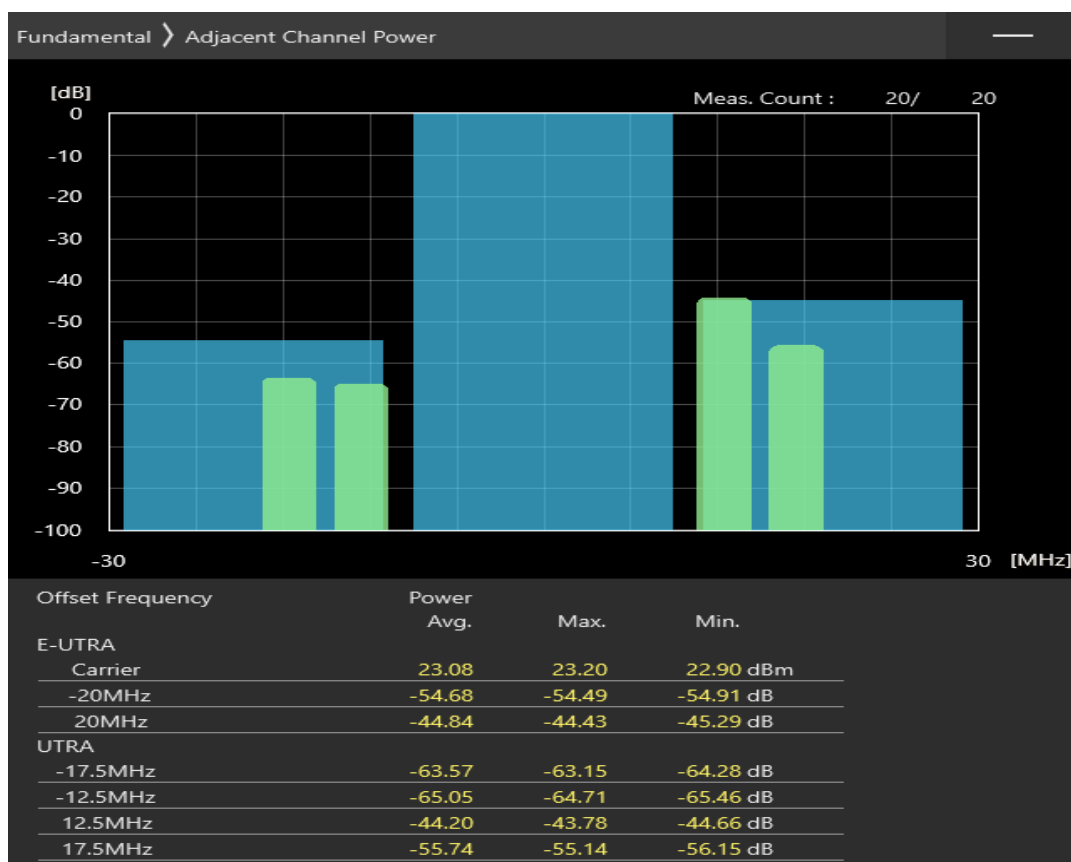 Fundamental ❯ Adjacent Channel Power
[dB]
Meas. Count : 20/ 20
0
-10
-20
-30
-40
-50
-60
-70
-80
-90
-100
-30 30 [MHz]
Offset Frequency Power
Avg. Max. Min.
E-UTRA
Carrier 23.08 23.20 22.90 dBm
-20MHz -54.68 -54.49 -54.91 dB
20MHz -44.84 -44.43 -45.29 dB
UTRA
-17.5MHz -63.57 -63.15 -64.28 dB
-12.5MHz -65.05 -64.71 -65.46 dB
12.5MHz -44.20 -43.78 -44.66 dB
17.5MHz -55.74 -55.14 -56.15 dB